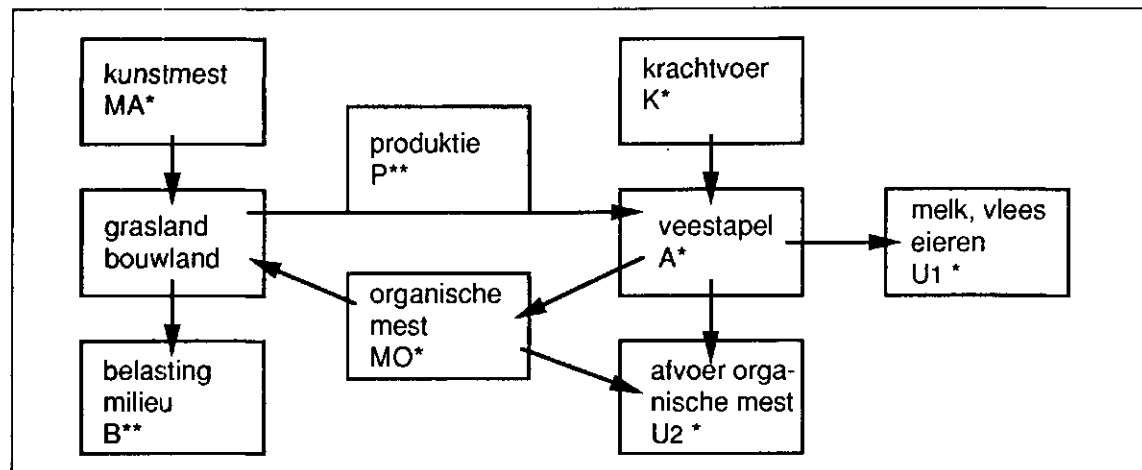 kunstmest
MA*
krachtvoer
K*
produktie
P**
grasland
bouwland
veestapel
A*
melk, vlees
eieren
U1 *
organische
mest
MO*
belasting
milieu
B**
afvoer orga-
nische mest
U2 *